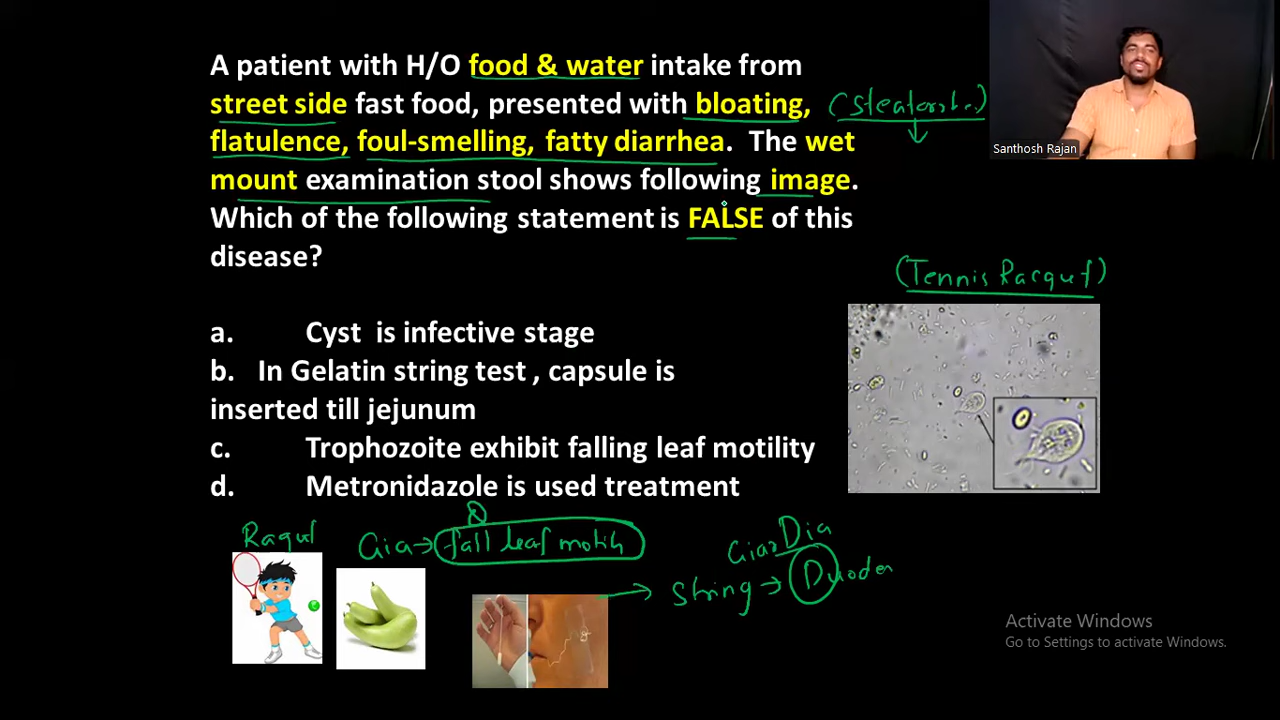 A patient with H/O food & water intake from
street side fast food, presented with bloating, (Steatorrh.)
flatulence, foul-smelling, fatty diarrhea. The wet
mount examination stool shows following image.
Which of the following statement is FALSE of this
disease?
Santhosh Rajan
(Tennis Racquet)
a. Cyst is infective stage
b. In Gelatin string test , capsule is
inserted till jejunum
c. Trophozoite exhibit falling leaf motility
d. Metronidazole is used treatment
Raquf
Gia→ fall leaf
GiarDia
String → Duoden
Activate Windows
Go to Settings to activate Windows.